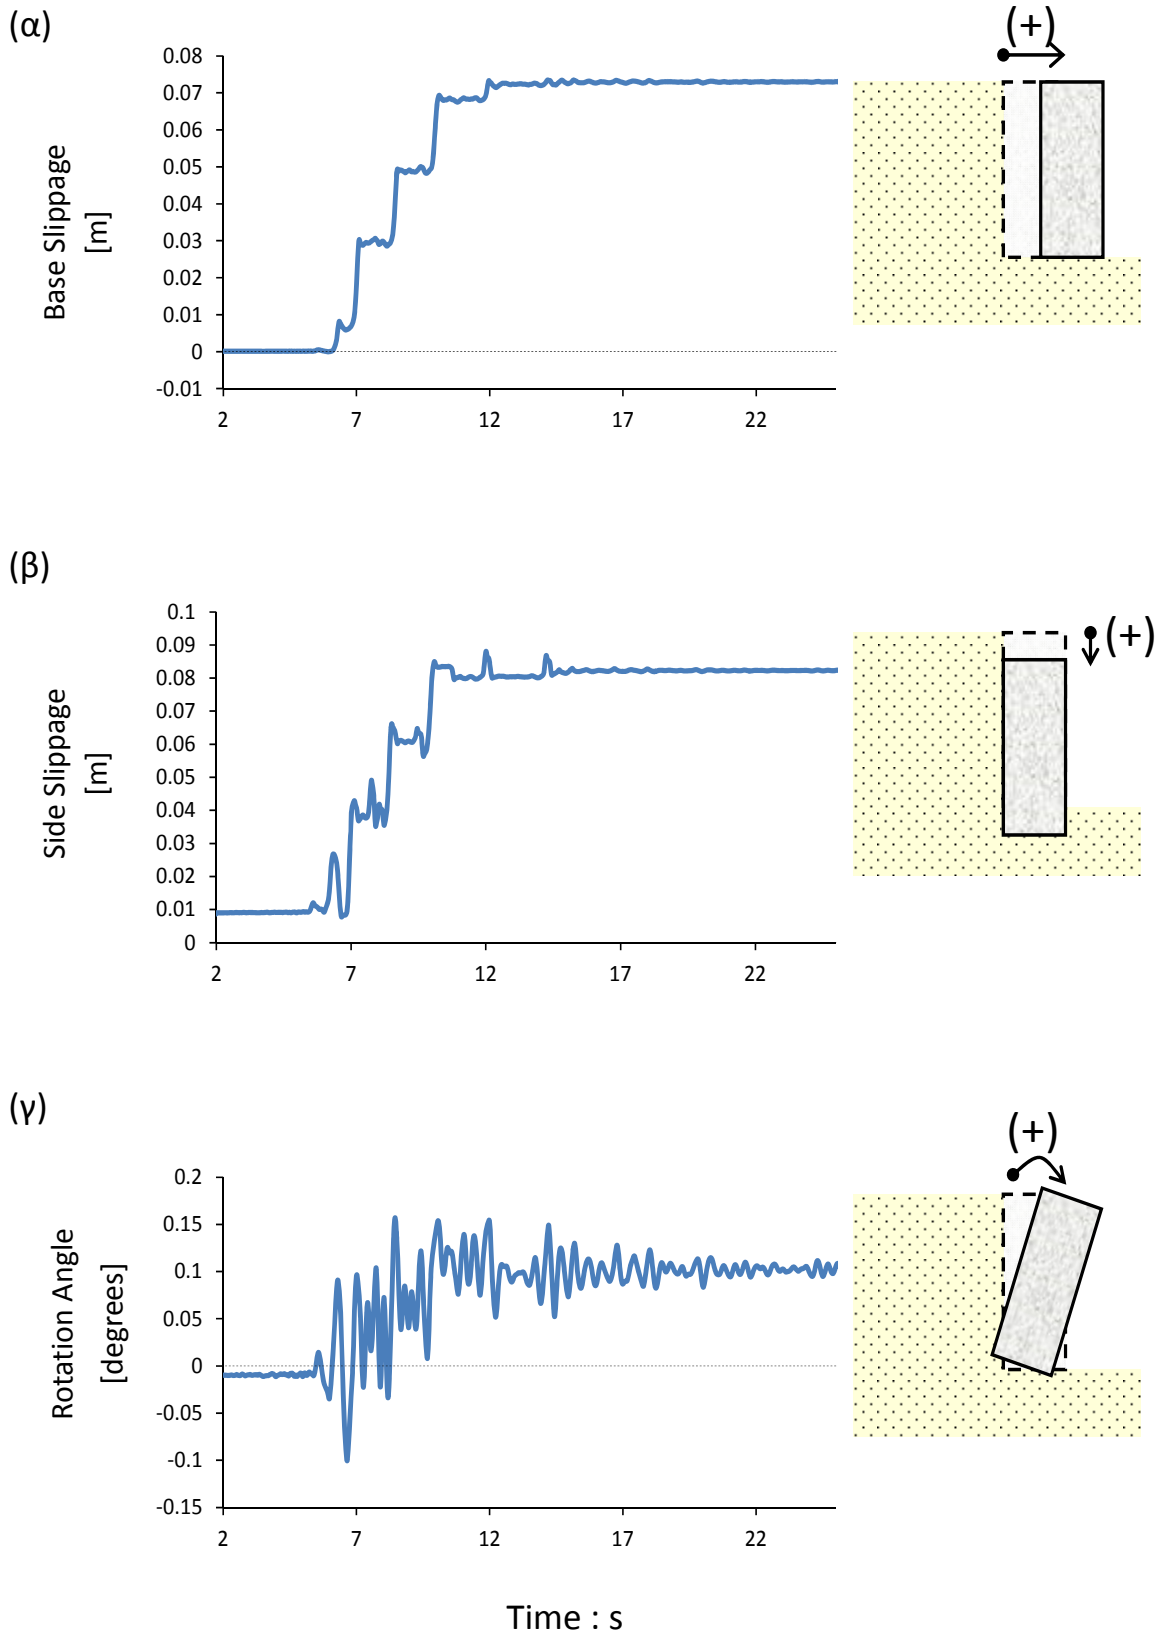 (α)
(+)
0.08
0.07
0.06
0.05
0.04
0.03
0.02
0.01
0
-0.01
Base Slippage
[m]
2 7 12 17 22
(β)
(+)
0.1
0.09
0.08
0.07
0.06
0.05
0.04
0.03
0.02
0.01
0
Side Slippage
[m]
2 7 12 17 22
(γ)
(+)
0.2
0.15
0.1
0.05
0
-0.05
-0.1
-0.15
Rotation Angle
[degrees]
2 7 12 17 22
Time : s